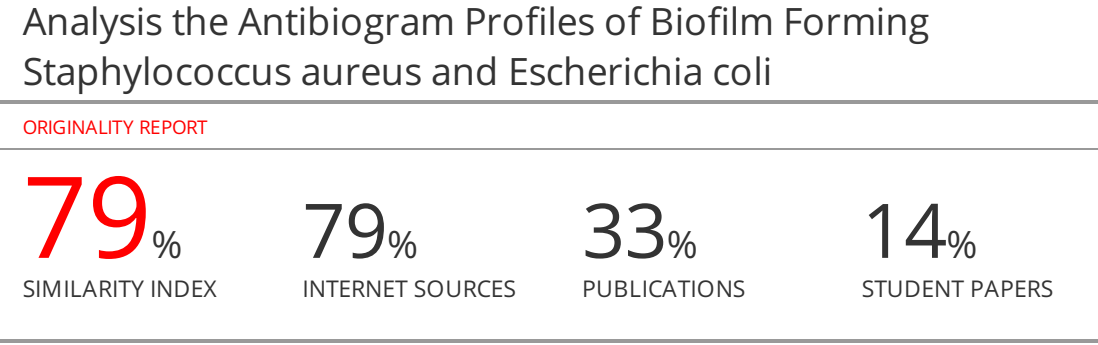 Analysis the Antibiogram Profiles of Biofilm Forming
Staphylococcus aureus and Escherichia coli
ORIGINALITY REPORT
79% 79% 33% 14%
SIMILARITY INDEX INTERNET SOURCES PUBLICATIONS STUDENT PAPERS